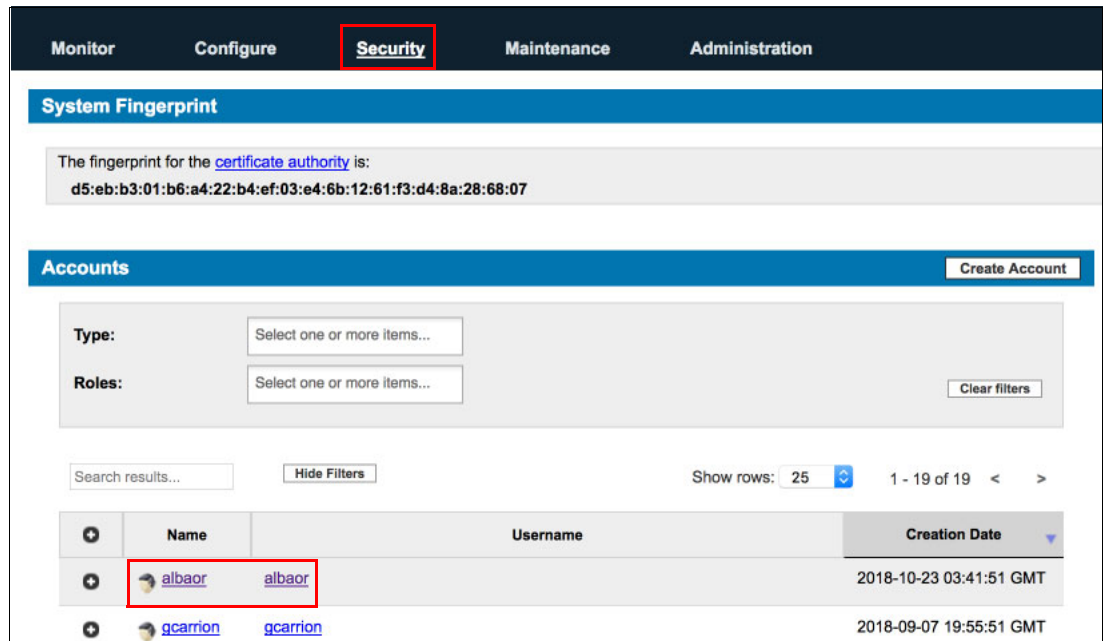 Monitor Configure Security Maintenance Administration
System Fingerprint
The fingerprint for the certificate authority is:
d5:eb:b3:01:b6:a4:22:b4:ef:03:e4:6b:12:61:f3:d4:8a:28:68:07
Accounts Create Account
Type: Select one or more items...
Roles: Select one or more items...
Clear filters
Search results... Hide Filters Show rows: 25 1 - 19 of 19 < >
Name Username Creation Date
albaor albaor 2018-10-23 03:41:51 GMT
gcarrion gcarrion 2018-09-07 19:55:51 GMT